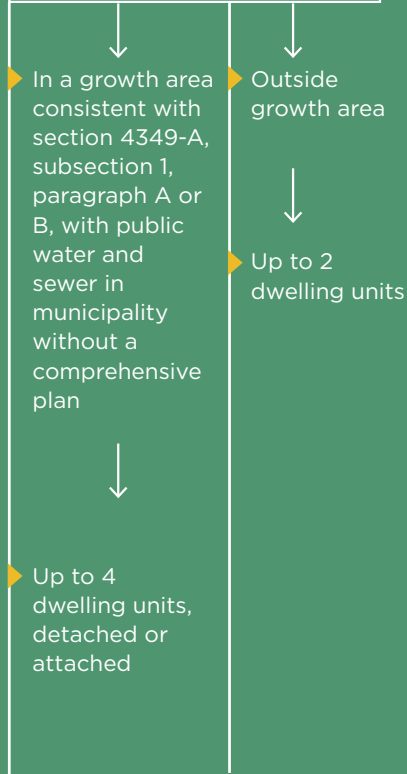 In a growth area
consistent with
section 4349-A,
subsection 1,
paragraph A or
B, with public
water and
sewer in
municipality
without a
comprehensive
plan
Up to 4
dwelling units,
detached or
attached
Outside
growth area
Up to 2
dwelling units